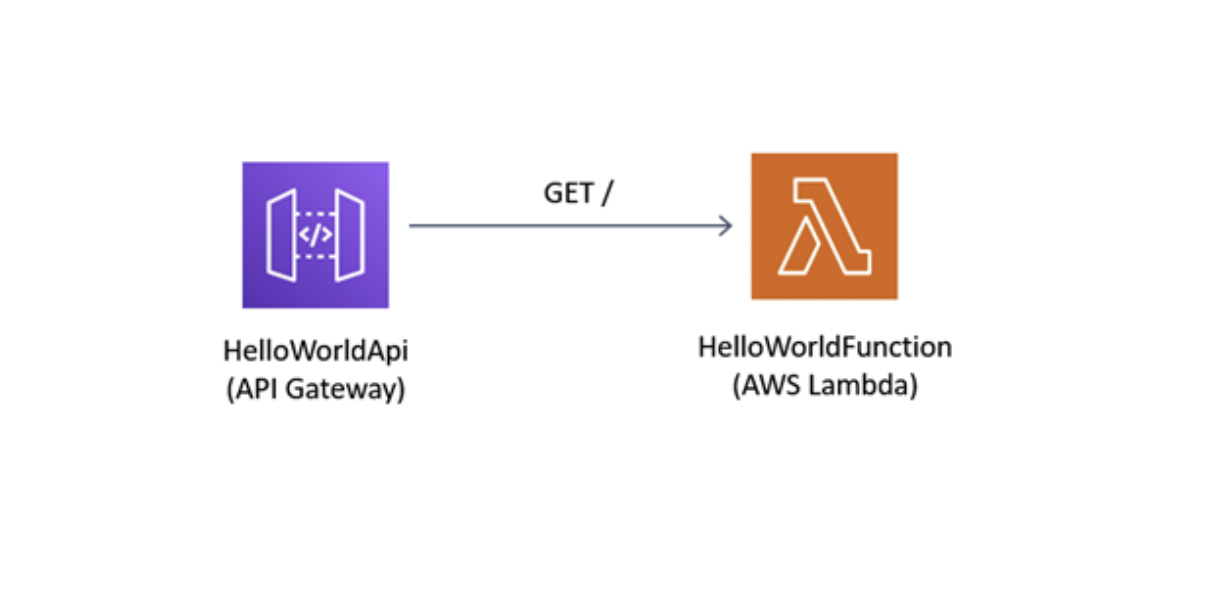 GET /
</>
HelloWorldApi
(API Gateway)
HelloWorldFunction
(AWS Lambda)